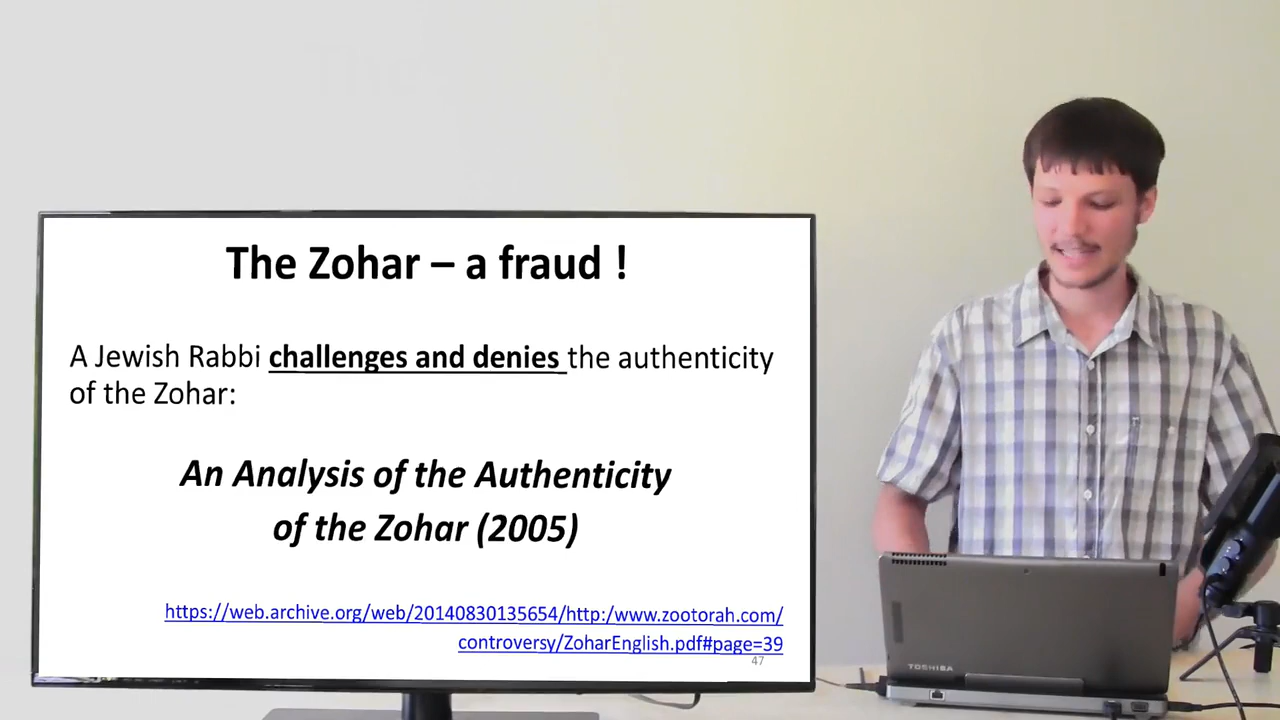 The Zohar – a fraud !
A Jewish Rabbi challenges and denies the authenticity
of the Zohar:
An Analysis of the Authenticity
of the Zohar (2005)
https://web.archive.org/web/20140830135654/http:/www.zootorah.com/
controversy/ZoharEnglish.pdf#page=39
47
TOSHIBA